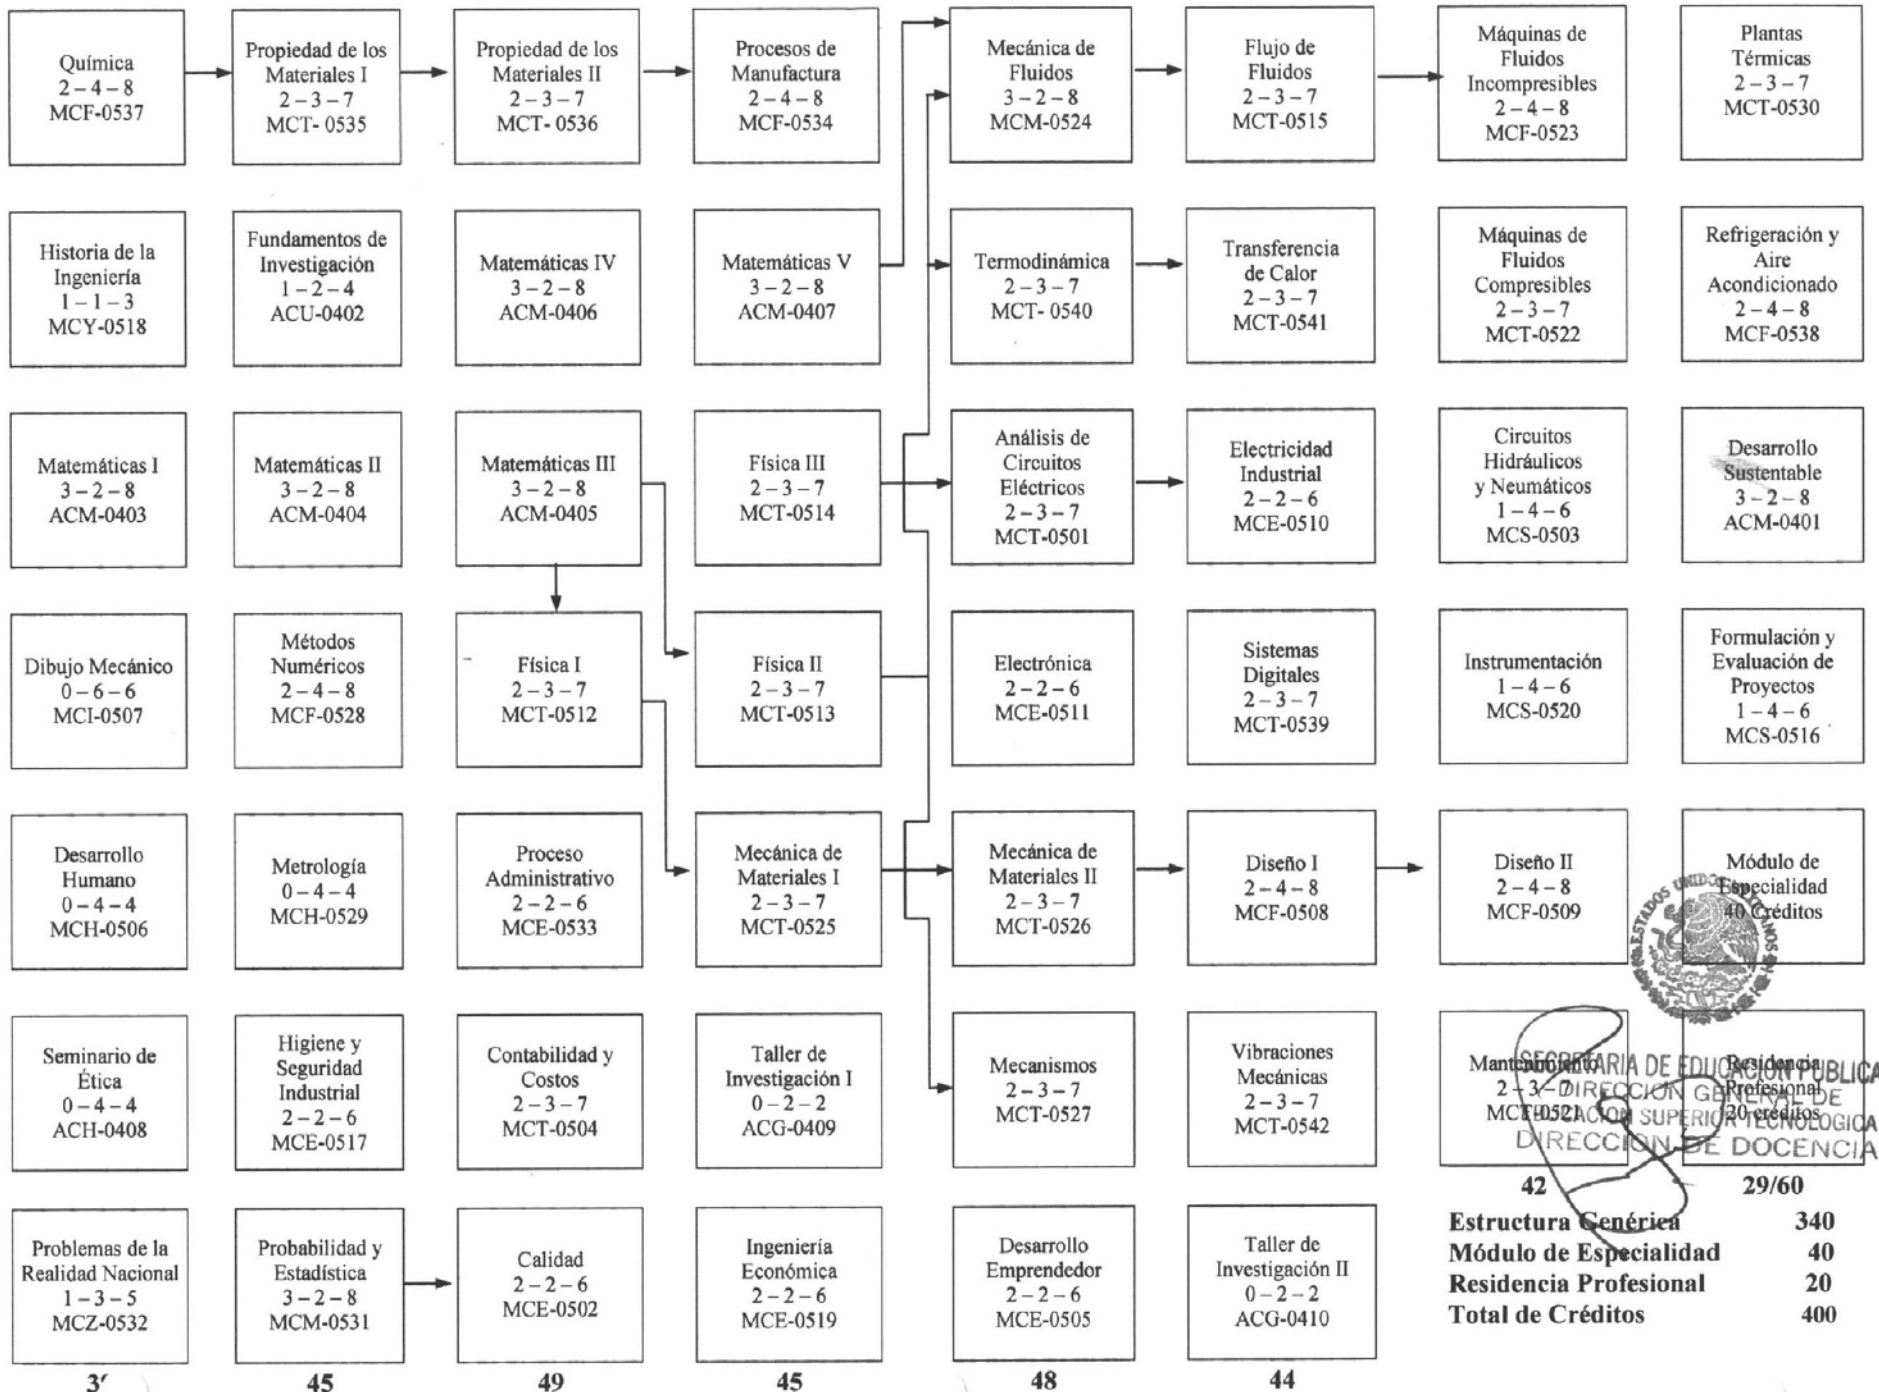 Química
2 – 4 – 8
MCF-0537
Propiedad de los
Materiales I
2 – 3 – 7
MCT- 0535
Propiedad de los
Materiales II
2 – 3 – 7
MCT- 0536
Procesos de
Manufactura
2 – 4 – 8
MCF-0534
Mecánica de
Fluidos
3 – 2 – 8
MCM-0524
Flujo de
Fluidos
2 – 3 – 7
MCT-0515
Máquinas de
Fluidos
Incompresibles
2 – 4 – 8
MCF-0523
Plantas
Térmicas
2 – 3 – 7
MCT-0530
Historia de la
Ingeniería
1 – 1 – 3
MCY-0518
Fundamentos de
Investigación
1 – 2 – 4
ACU-0402
Matemáticas IV
3 – 2 – 8
ACM-0406
Matemáticas V
3 – 2 – 8
ACM-0407
Termodinámica
2 – 3 – 7
MCT- 0540
Transferencia
de Calor
2 – 3 – 7
MCT-0541
Máquinas de
Fluidos
Compresibles
2 – 3 – 7
MCT-0522
Refrigeración y
Aire
Acondicionado
2 – 4 – 8
MCF-0538
Matemáticas I
3 – 2 – 8
ACM-0403
Matemáticas II
3 – 2 – 8
ACM-0404
Matemáticas III
3 – 2 – 8
ACM-0405
Física III
2 – 3 – 7
MCT-0514
Análisis de
Circuitos
Eléctricos
2 – 3 – 7
MCT-0501
Electricidad
Industrial
2 – 2 – 6
MCE-0510
Circuitos
Hidráulicos
y Neumáticos
1 – 4 – 6
MCS-0503
Desarrollo
Sustentable
3 – 2 – 8
ACM-0401
Dibujo Mecánico
0 – 6 – 6
MCI-0507
Métodos
Numéricos
2 – 4 – 8
MCF-0528
Física I
2 – 3 – 7
MCT-0512
Física II
2 – 3 – 7
MCT-0513
Electrónica
2 – 2 – 6
MCE-0511
Sistemas
Digitales
2 – 3 – 7
MCT-0539
Instrumentación
1 – 4 – 6
MCS-0520
Formulación y
Evaluación de
Proyectos
1 – 4 – 6
MCS-0516
Desarrollo
Humano
0 – 4 – 4
MCH-0506
Metrología
0 – 4 – 4
MCH-0529
Proceso
Administrativo
2 – 2 – 6
MCE-0533
Mecánica de
Materiales I
2 – 3 – 7
MCT-0525
Mecánica de
Materiales II
2 – 3 – 7
MCT-0526
Diseño I
2 – 4 – 8
MCF-0508
Diseño II
2 – 4 – 8
MCF-0509
Módulo de
Especialidad
40 Créditos
ESTADOS UNIDOS MEXICANOS
Seminario de
Ética
0 – 4 – 4
ACH-0408
Higiene y
Seguridad
Industrial
2 – 2 – 6
MCE-0517
Contabilidad y
Costos
2 – 3 – 7
MCT-0504
Taller de
Investigación I
0 – 2 – 2
ACG-0409
Mecanismos
2 – 3 – 7
MCT-0527
Vibraciones
Mecánicas
2 – 3 – 7
MCT-0542
Mantenimiento
2 – 3 – 7
MCT-0521
Residencia
Profesional
20 créditos
SECRETARIA DE EDUCACION PUBLICA
DIRECCION GENERAL DE
EDUCACION SUPERIOR TECNOLOGICA
DIRECCION DE DOCENCIA
42
29/60
Problemas de la
Realidad Nacional
1 – 3 – 5
MCZ-0532
Probabilidad y
Estadística
3 – 2 – 8
MCM-0531
Calidad
2 – 2 – 6
MCE-0502
Ingeniería
Económica
2 – 2 – 6
MCE-0519
Desarrollo
Emprendedor
2 – 2 – 6
MCE-0505
Taller de
Investigación II
0 – 2 – 2
ACG-0410
Estructura Genérica 340
Módulo de Especialidad 40
Residencia Profesional 20
Total de Créditos 400
45
49
45
48
44